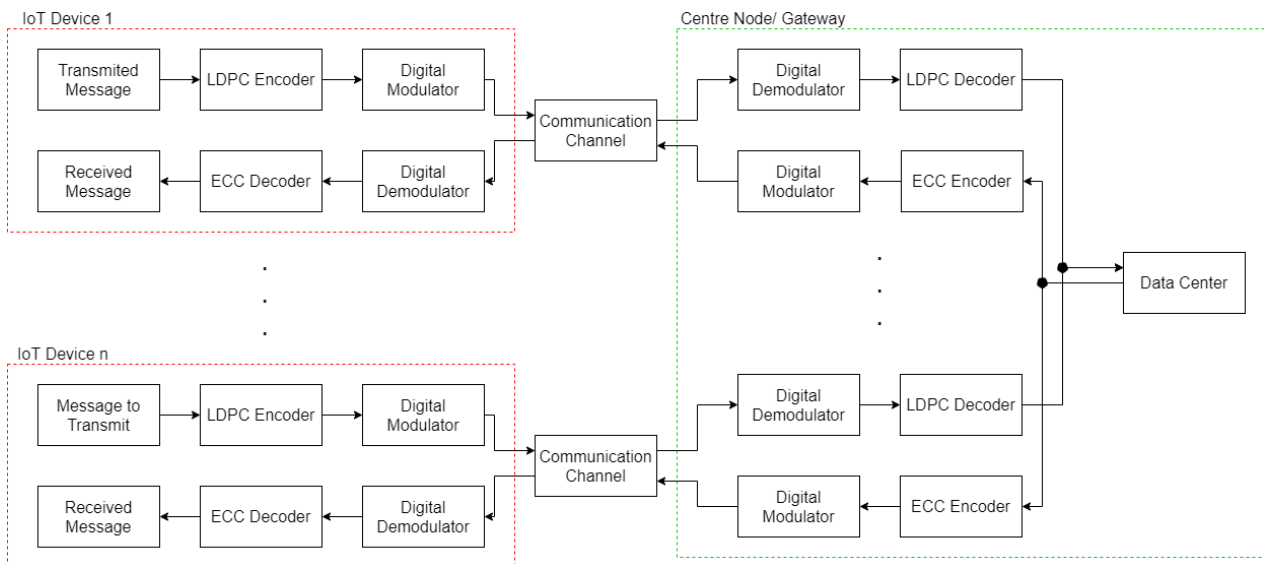 IoT Device 1
Centre Node/ Gateway
Transmited
Message
LDPC Encoder
Digital
Modulator
Communication
Channel
Digital
Demodulator
LDPC Decoder
Received
Message
ECC Decoder
Digital
Demodulator
Digital
Modulator
ECC Encoder
Data Center
IoT Device n
Message to
Transmit
LDPC Encoder
Digital
Modulator
Communication
Channel
Digital
Demodulator
LDPC Decoder
Received
Message
ECC Decoder
Digital
Demodulator
Digital
Modulator
ECC Encoder